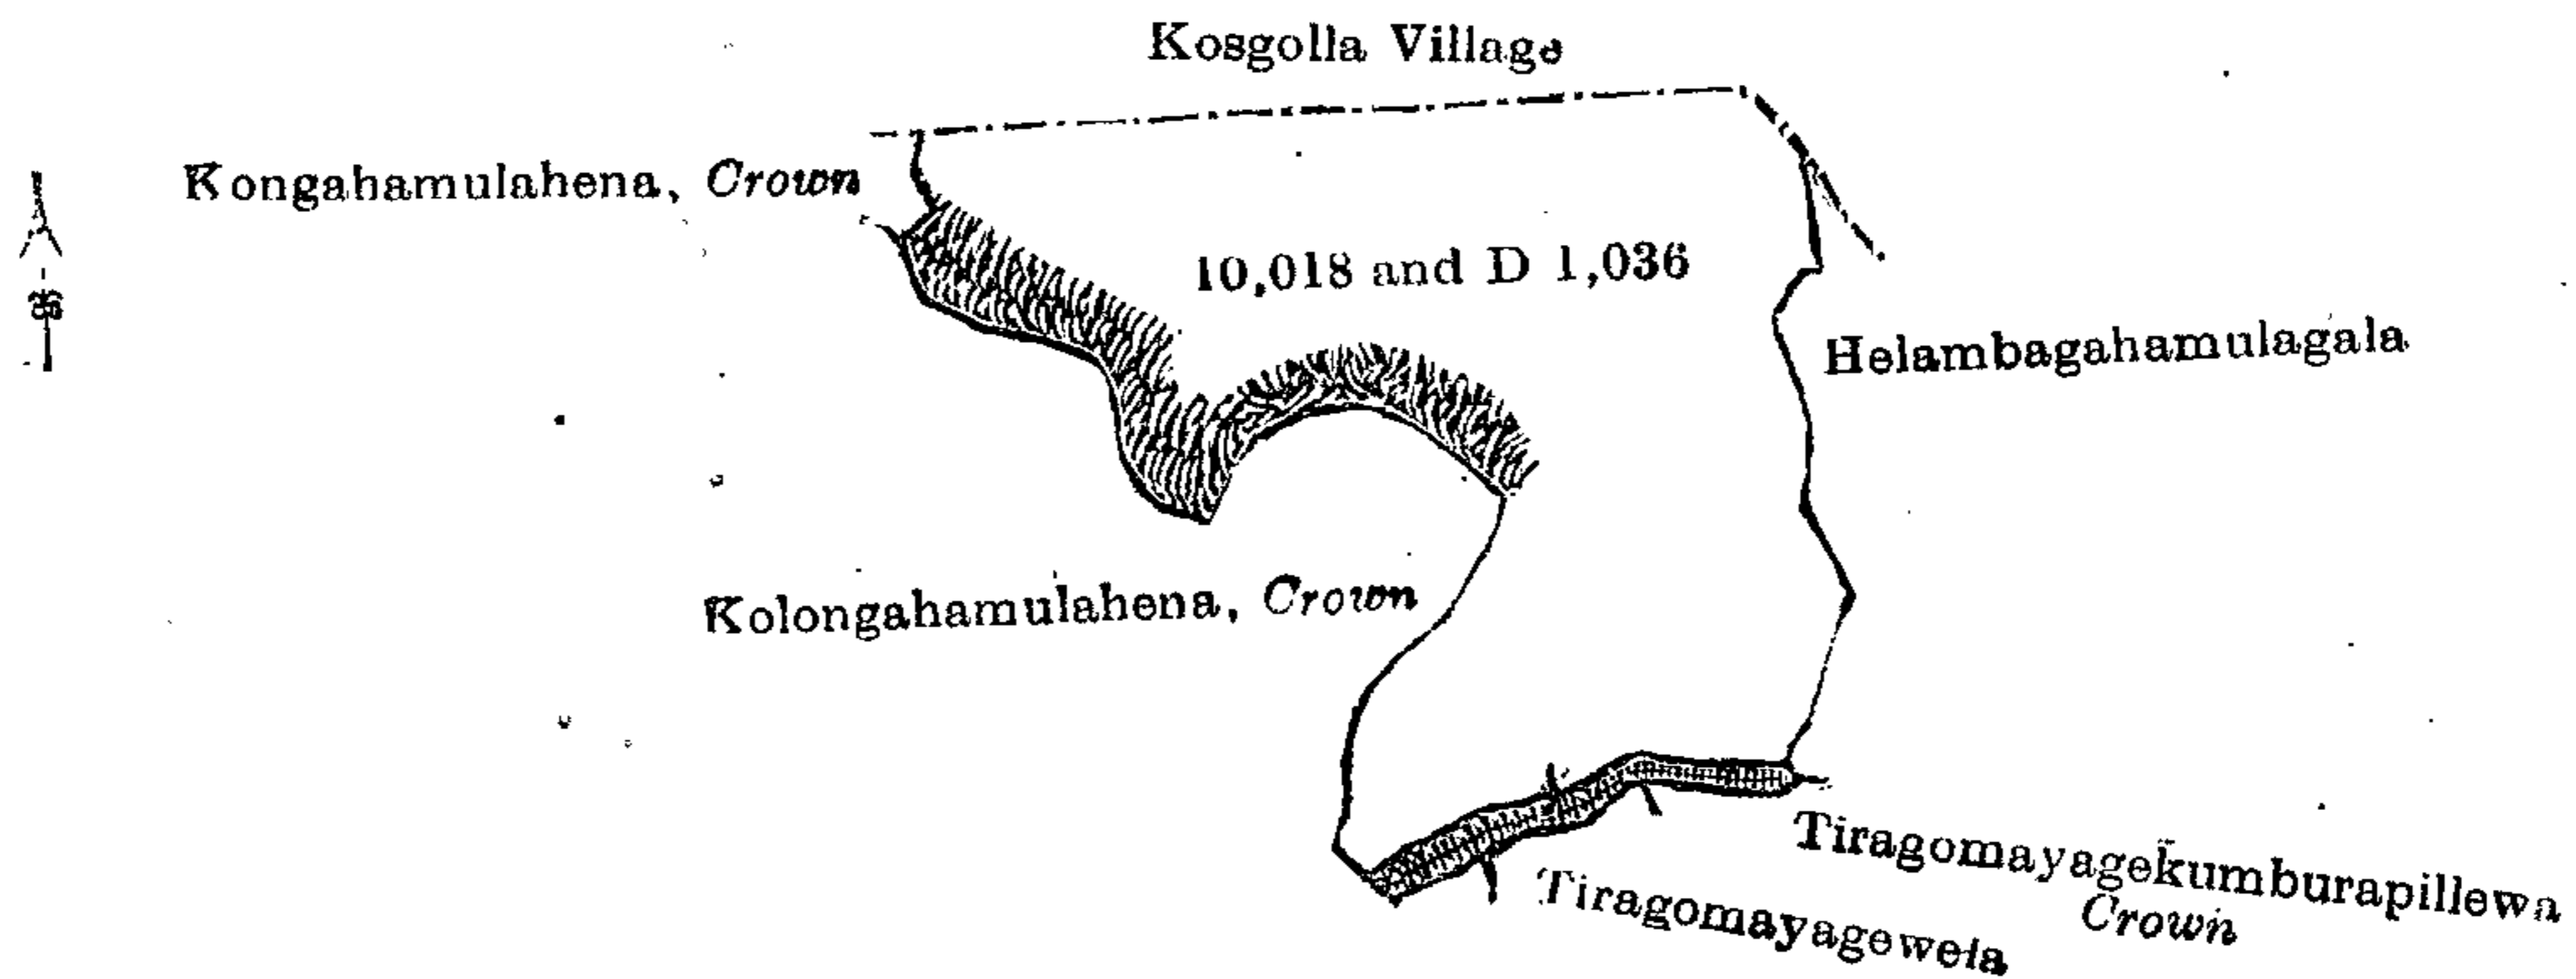 Kosgolla Village
Kongahamulahena, Crown
10,018 and D 1,036
Helambagahamulagala
Kolongahamulahena, Crown
Tiragomayagekumburapillewa
Crown
Tiragomayagewela